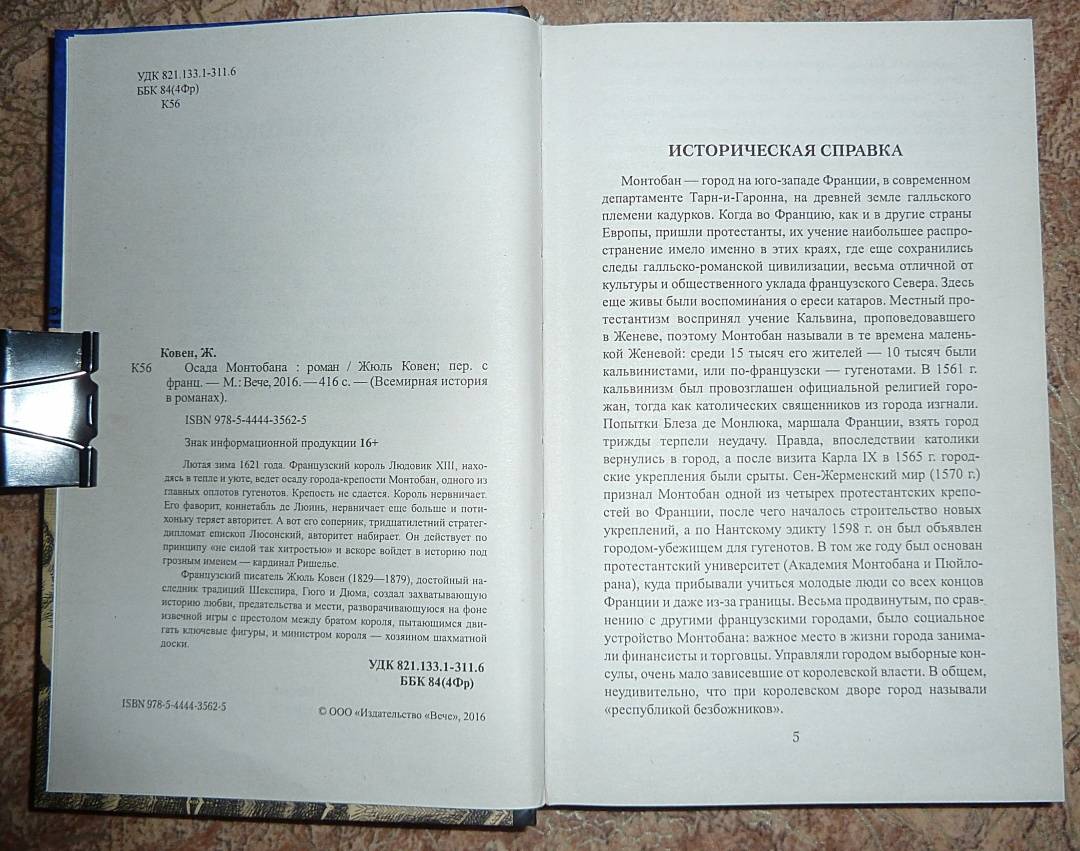 УДК 821.133.1-311.6
ББК 84(4Фр)
К56
Ковен, Ж.
К56 Осада Монтобана : роман / Жюль Ковен; пер. с
франц. — М.: Вече, 2016. — 416 с. — (Всемирная история
в романах).
ISBN 978-5-4444-3562-5
Знак информационной продукции 16+
Лютая зима 1621 года. Французский король Людовик XIII, нахо-
дясь в тепле и уюте, ведет осаду города-крепости Монтобан, одного из
главных оплотов гугенотов. Крепость не сдается. Король нервничает.
Его фаворит, коннетабль де Люинь, нервничает еще больше и поти-
хоньку теряет авторитет. А вот его соперник, тридцатилетний стратег-
дипломат епископ Люсонский, авторитет набирает. Он действует по
принципу «не силой так хитростью» и вскоре войдет в историю под
грозным именем — кардинал Ришелье.
Французский писатель Жюль Ковен (1829—1879), достойный на-
следник традиций Шекспира, Гюго и Дюма, создал захватывающую
историю любви, предательства и мести, разворачивающуюся на фоне
извечной игры с престолом между братом короля, пытающимся дви-
гать ключевые фигуры, и министром короля — хозяином шахматной
доски.
УДК 821.133.1-311.6
ББК 84(4Фр)
ISBN 978-5-4444-3562-5
© ООО «Издательство «Вече», 2016
ИСТОРИЧЕСКАЯ СПРАВКА
Монтобан — город на юго-западе Франции, в современном
департаменте Тарн-и-Гаронна, на древней земле галльского
племени кадурков. Когда во Францию, как и в другие страны
Европы, пришли протестанты, их учение наибольшее распро-
странение имело именно в этих краях, где еще сохранились
следы галльско-романской цивилизации, весьма отличной от
культуры и общественного уклада французского Севера. Здесь
еще живы были воспоминания о ереси катаров. Местный про-
тестантизм воспринял учение Кальвина, проповедовавшего
в Женеве, поэтому Монтобан называли в те времена малень-
кой Женевой: среди 15 тысяч его жителей — 10 тысяч были
кальвинистами, или по-французски — гугенотами. В 1561 г.
кальвинизм был провозглашен официальной религией горо-
жан, тогда как католических священников из города изгнали.
Попытки Блеза де Монлюка, маршала Франции, взять город
трижды терпели неудачу. Правда, впоследствии католики
вернулись в город, а после визита Карла IX в 1565 г. город-
ские укрепления были срыты. Сен-Жерменский мир (1570 г.)
признал Монтобан одной из четырех протестантских крепо-
стей во Франции, после чего началось строительство новых
укреплений, а по Нантскому эдикту 1598 г. он был объявлен
городом-убежищем для гугенотов. В том же году был основан
протестантский университет (Академия Монтобана и Пюйло-
рана), куда прибывали учиться молодые люди со всех концов
Франции и даже из-за границы. Весьма продвинутым, по срав-
нению с другими французскими городами, было социальное
устройство Монтобана: важное место в жизни города занима-
ли финансисты и торговцы. Управляли городом выборные кон-
сулы, очень мало зависевшие от королевской власти. В общем,
неудивительно, что при королевском дворе город называли
«республикой безбожников».
5